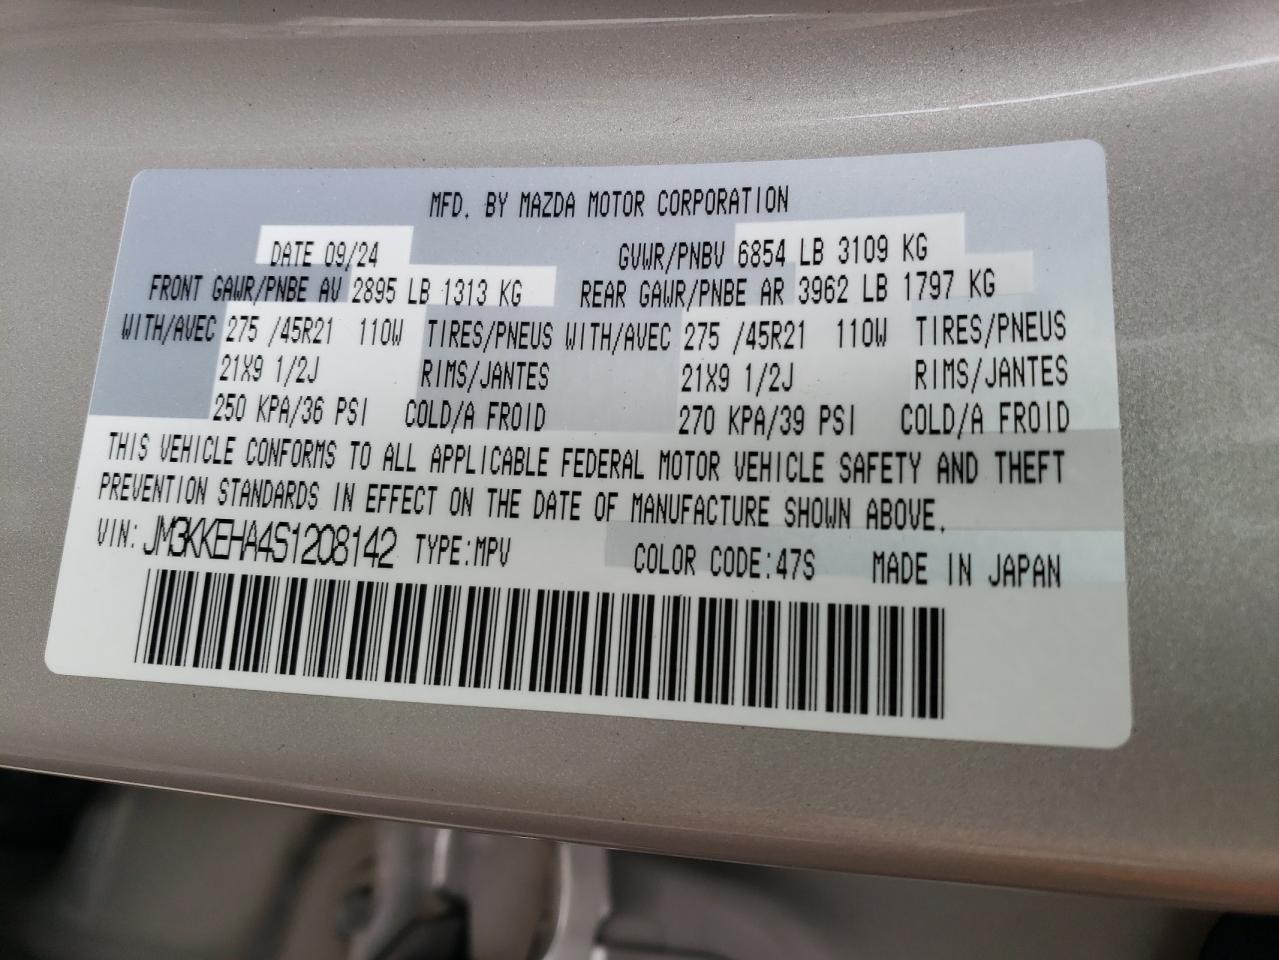 MFD. BY MAZDA MOTOR CORPORATION
DATE 09/24 GVWR/PNBV 6854 LB 3109 KG
FRONT GAWR/PNBE AV 2895 LB 1313 KG REAR GAWR/PNBE AR 3962 LB 1797 KG
WITH/AVEC 275 /45R21 110W TIRES/PNEUS WITH/AVEC 275 /45R21 110W TIRES/PNEUS
21X9 1/2J RIMS/JANTES 21X9 1/2J RIMS/JANTES
250 KPA/36 PSI COLD/A FROID 270 KPA/39 PSI COLD/A FROID
THIS VEHICLE CONFORMS TO ALL APPLICABLE FEDERAL MOTOR VEHICLE SAFETY AND THEFT
PREVENTION STANDARDS IN EFFECT ON THE DATE OF MANUFACTURE SHOWN ABOVE.
VIN: JM3KKEHA4S1208142 TYPE:MPV COLOR CODE:47S MADE IN JAPAN